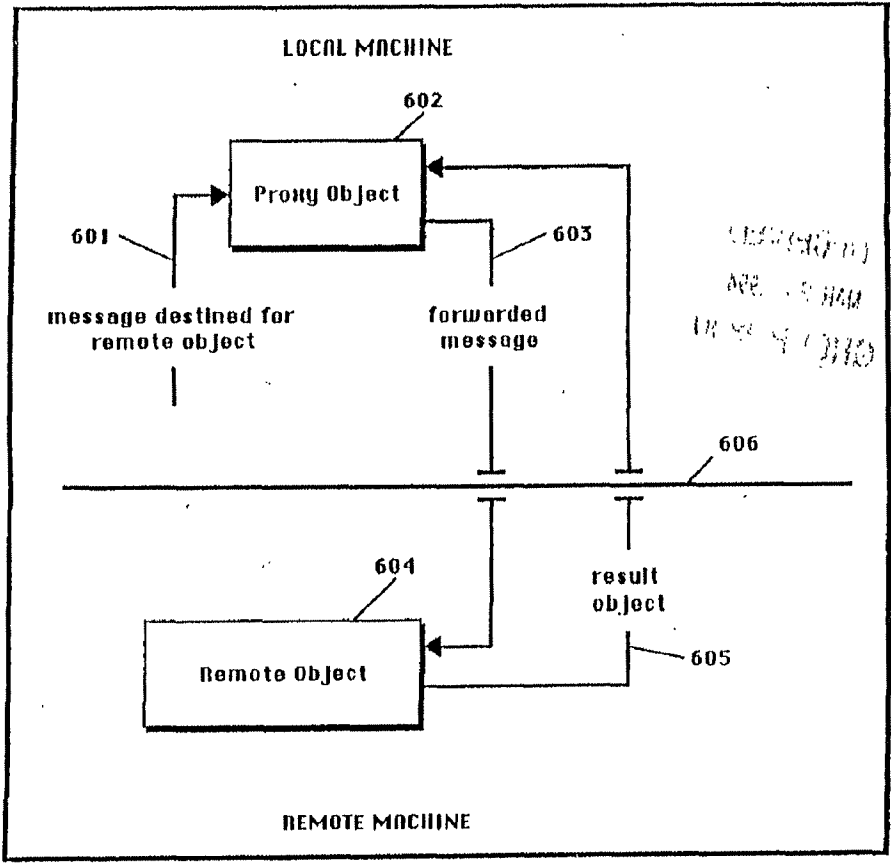 LOCAL MACHINE
602
Proxy Object
601
603
message destined for
remote object
forwarded
message
606
604
result
object
Remote Object
605
REMOTE MACHINE